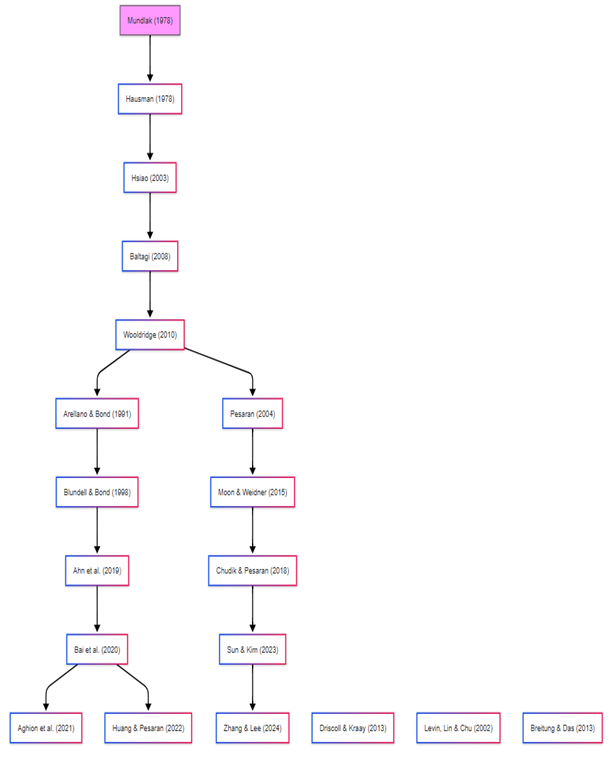 Mundlak (1978)
Hausman (1978)
Hsiao (2003)
Baltagi (2008)
Wooldridge (2010)
Arellano & Bond (1991)
Pesaran (2004)
Blundell & Bond (1998)
Moon & Weidner (2015)
Ahn et al. (2019)
Chudik & Pesaran (2018)
Bai et al. (2020)
Sun & Kim (2023)
Aghion et al. (2021)
Huang & Pesaran (2022)
Zhang & Lee (2024)
Driscoll & Kraay (2013)
Levin, Lin & Chu (2002)
Breitung & Das (2013)